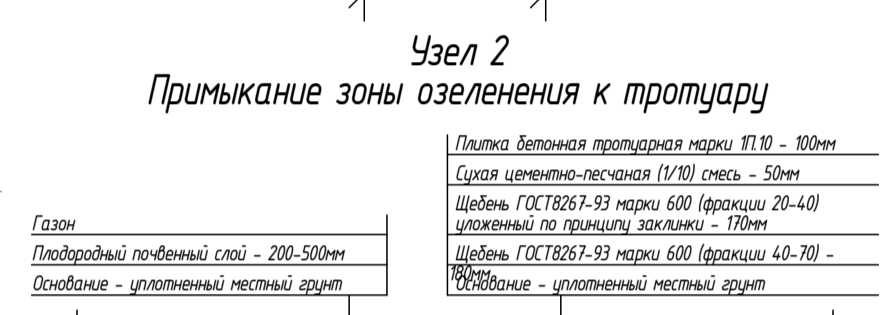 Узел 2
Примыкание зоны озеленения к тротуару
Газон
Плодородный почвенный слой - 200-500мм
Основание - уплотненный местный грунт
Плитка бетонная тротуарная марки 1П.10 - 100мм
Сухая цементно-песчаная (1/10) смесь - 50мм
Щебень ГОСТ8267-93 марки 600 (фракции 20-40)
уложенный по принципу заклинки - 170мм
Щебень ГОСТ8267-93 марки 600 (фракции 40-70) -
180мм
Основание - уплотненный местный грунт